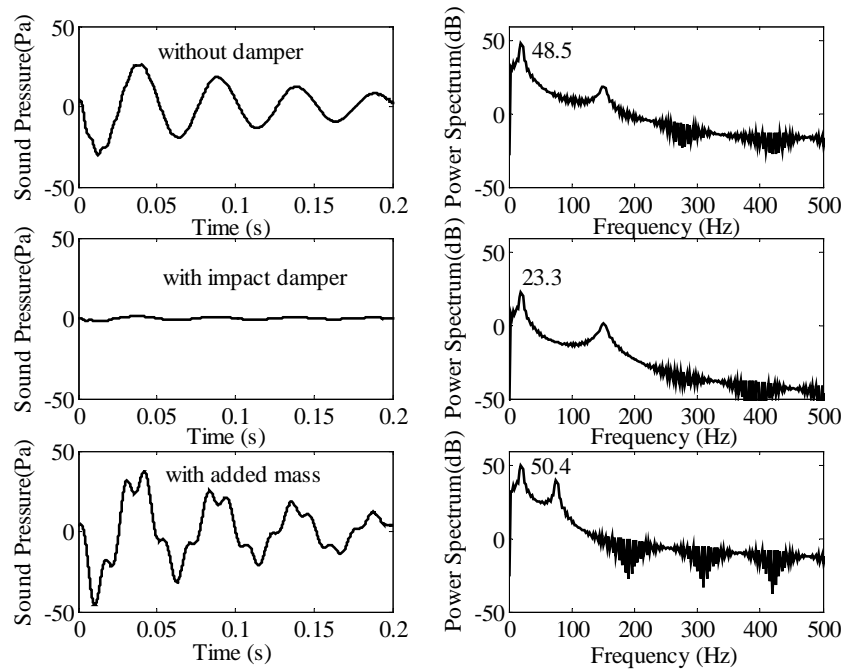 Sound Pressure(Pa)
50
0
-50
without damper
0 0.05 0.1 0.15 0.2
Time (s)
Power Spectrum(dB)
50
0
-50
48.5
0 100 200 300 400 500
Frequency (Hz)
Sound Pressure(Pa)
50
0
-50
with impact damper
0 0.05 0.1 0.15 0.2
Time (s)
Power Spectrum(dB)
50
0
-50
23.3
0 100 200 300 400 500
Frequency (Hz)
Sound Pressure(Pa)
50
0
-50
with added mass
0 0.05 0.1 0.15 0.2
Time (s)
Power Spectrum(dB)
50
0
-50
50.4
0 100 200 300 400 500
Frequency (Hz)